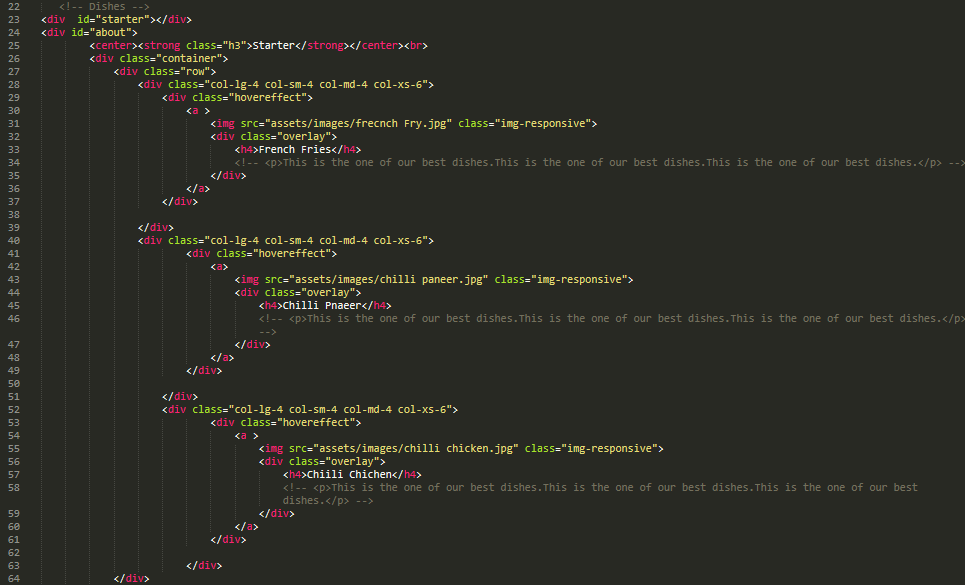 22 <!-- Dishes -->
23 <div  id="starter"></div>
24 <div id="about">
25 <center><strong class="h3">Starter</strong></center><br>
26 <div class="container">
27 <div class="row">
28 <div class="col-lg-4 col-sm-4 col-md-4 col-xs-6">
29 <div class="hovereffect">
30 <a >
31 <img src="assets/images/frecnch Fry.jpg" class="img-responsive">
32 <div class="overlay">
33 <h4>French Fries</h4>
34 <!-- <p>This is the one of our best dishes.This is the one of our best dishes.This is the one of our best dishes.</p> -->
35 </div>
36 </a>
37 </div>
38
39 </div>
40 <div class="col-lg-4 col-sm-4 col-md-4 col-xs-6">
41 <div class="hovereffect">
42 <a>
43 <img src="assets/images/chilli paneer.jpg" class="img-responsive">
44 <div class="overlay">
45 <h4>Chilli Pnaeer</h4>
46 <!-- <p>This is the one of our best dishes.This is the one of our best dishes.This is the one of our best dishes.</p>
-->
47 </div>
48 </a>
49 </div>
50
51 </div>
52 <div class="col-lg-4 col-sm-4 col-md-4 col-xs-6">
53 <div class="hovereffect">
54 <a >
55 <img src="assets/images/chilli chicken.jpg" class="img-responsive">
56 <div class="overlay">
57 <h4>Chiili Chichen</h4>
58 <!-- <p>This is the one of our best dishes.This is the one of our best dishes.This is the one of our best
dishes.</p> -->
59 </div>
60 </a>
61 </div>
62
63 </div>
64 </div>